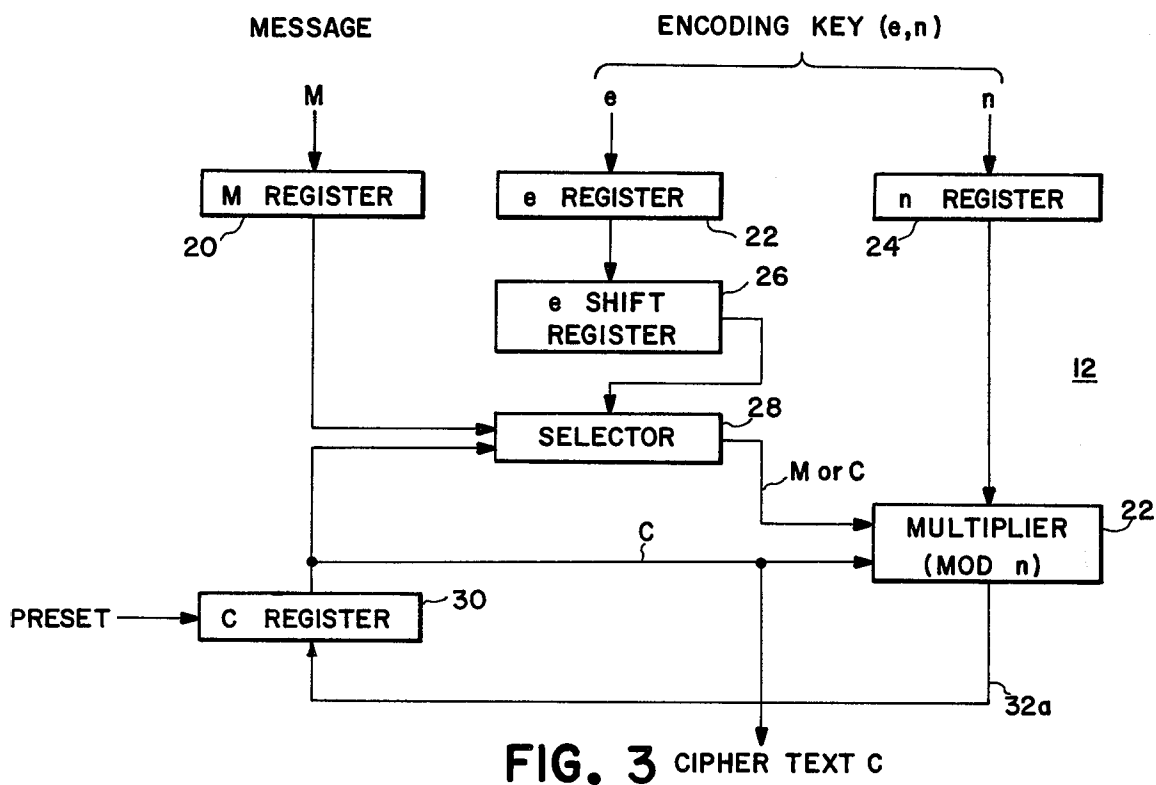 MESSAGE
ENCODING KEY (e,n)
M
e
n
M REGISTER
20
e REGISTER
22
n REGISTER
24
e SHIFT
REGISTER
26
12
SELECTOR
28
M or C
MULTIPLIER
(MOD n)
22
C
PRESET
C REGISTER
30
32a
FIG. 3
CIPHER TEXT C